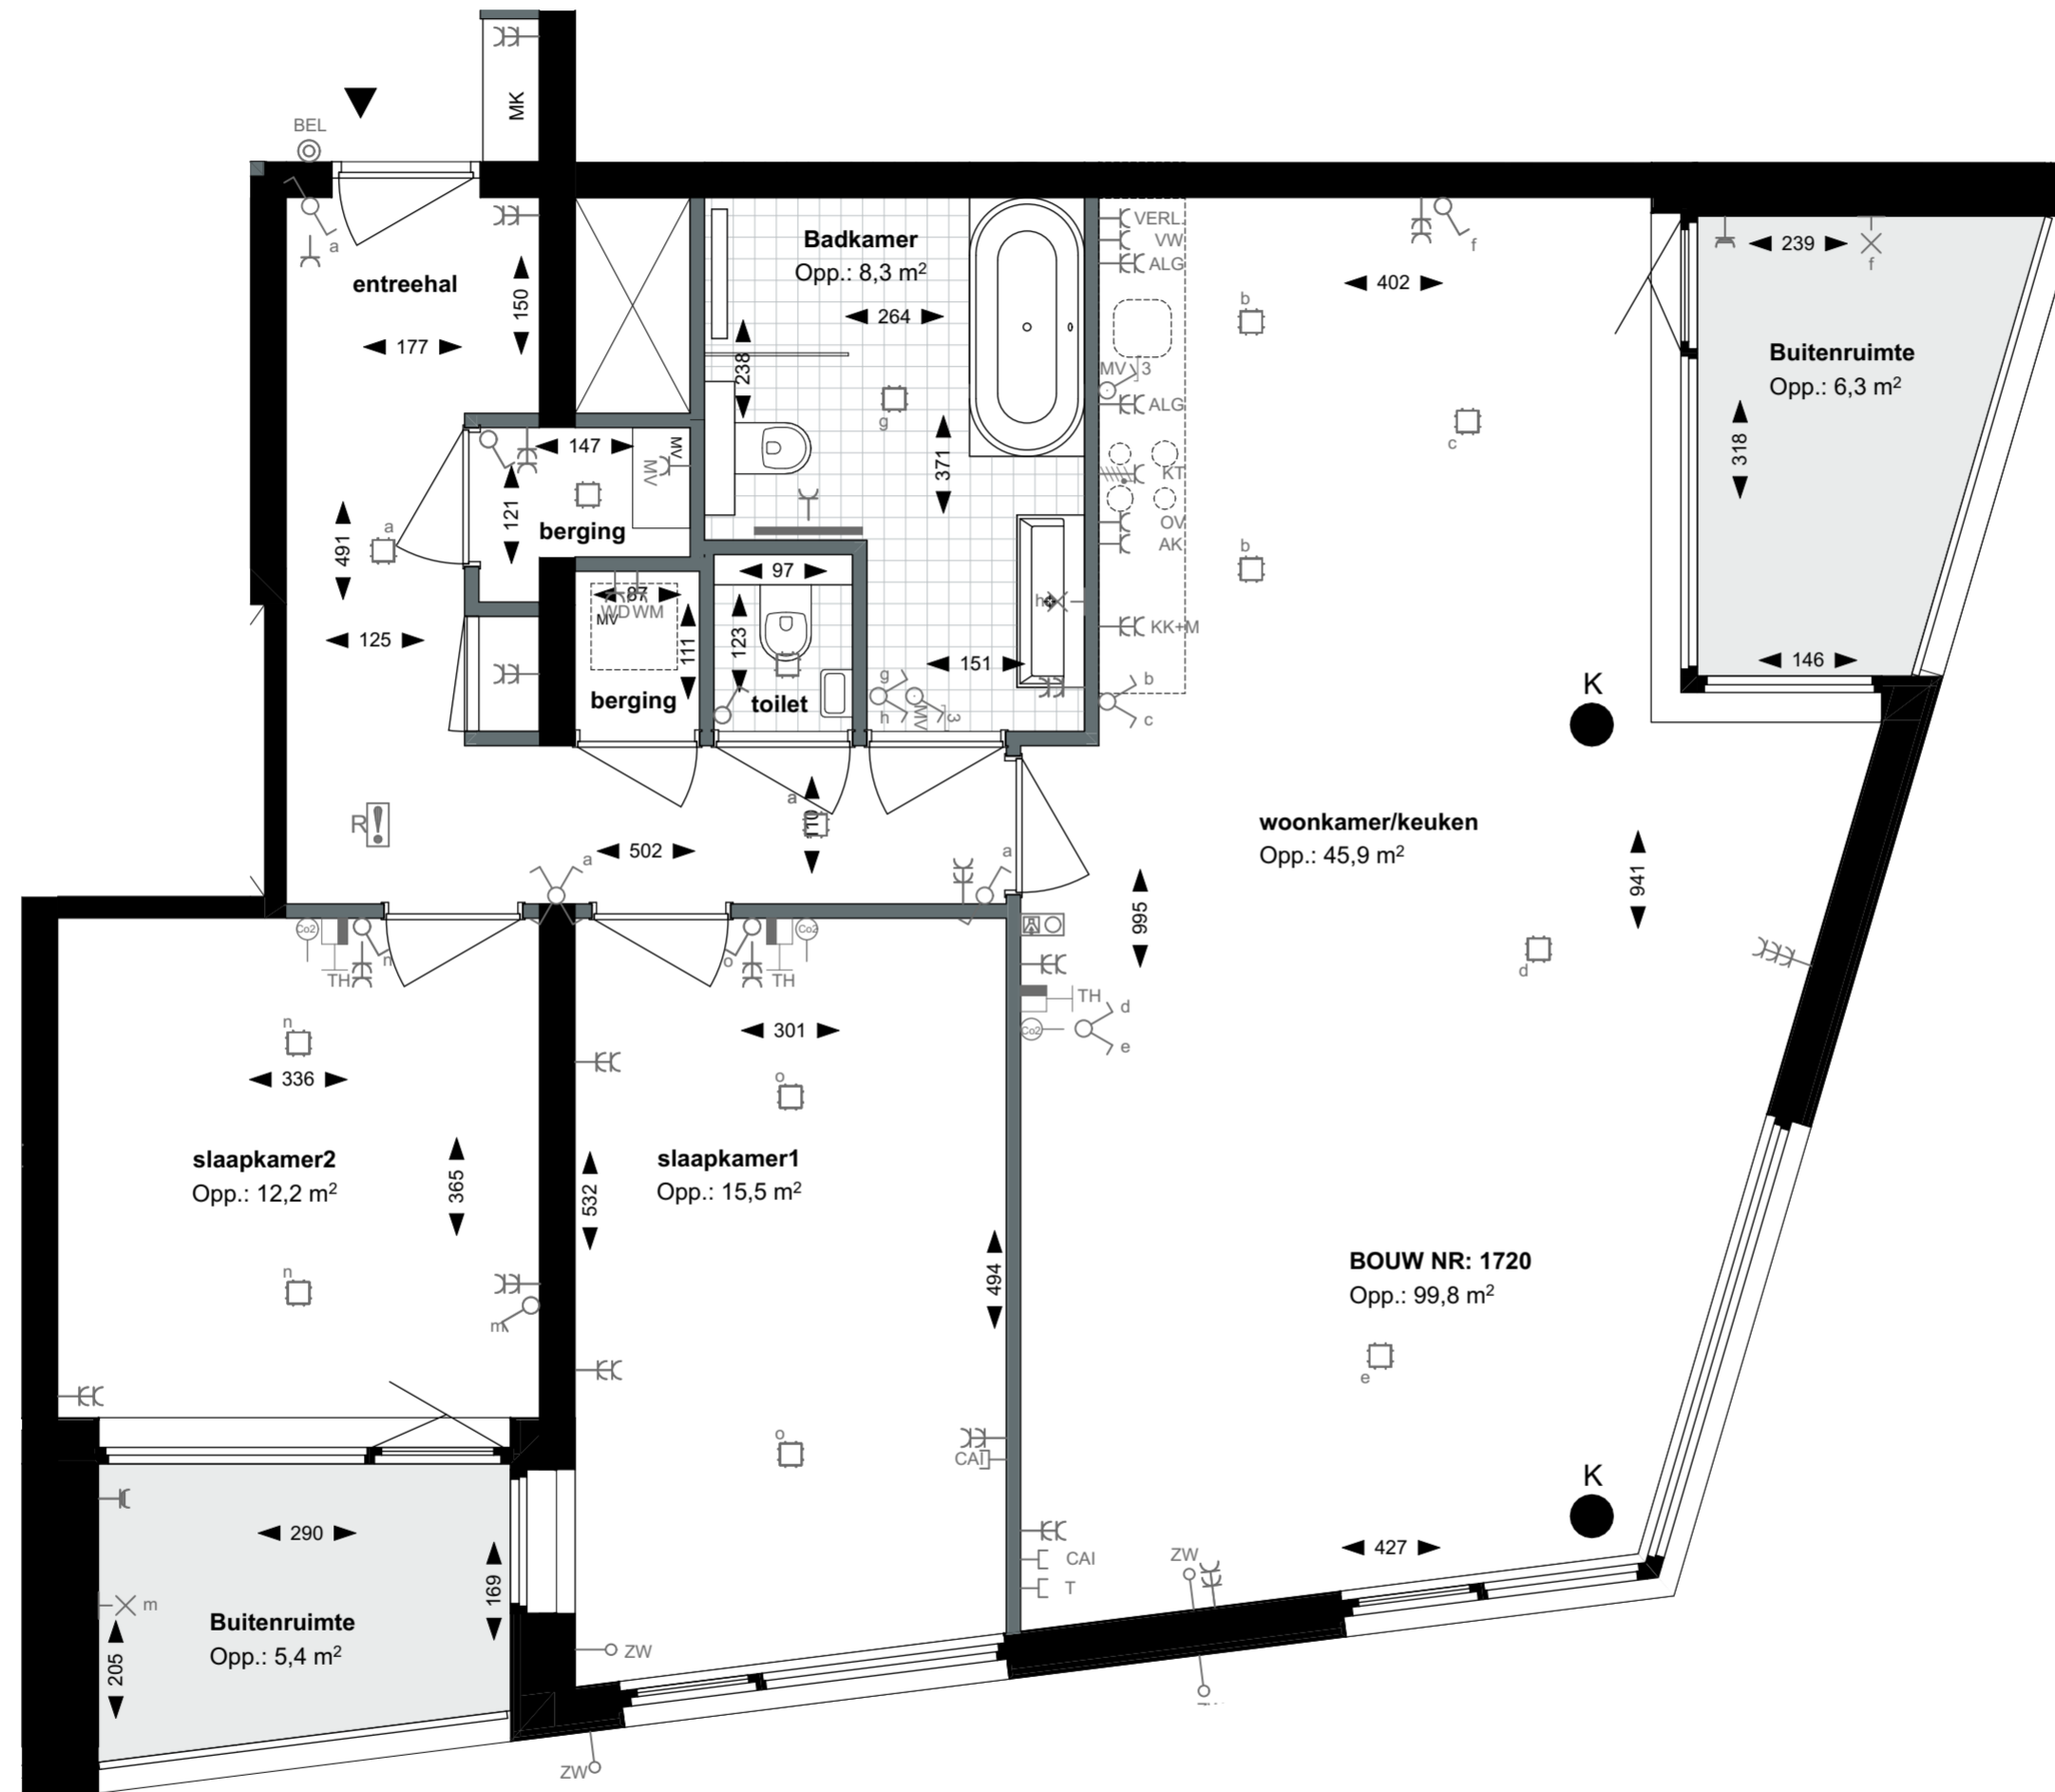 MK
BEL
a
entreehal
177
150
Badkamer
Opp.: 8,3 m²
264
238
g
371
VERL.
VW
ALG
MV
3
ALG
KT
OV
AK
KK+M
b
c
402
f
b
c
b
239
f
Buitenruimte
Opp.: 6,3 m²
318
146
147
MV
MV
121
berging
491
a
125
87
WD
WM
MV
111
berging
97
123
toilet
151
g
h
MV
3
h
K
R
a
110
502
a
a
woonkamer/keuken
Opp.: 45,9 m²
941
995
d
Co2
TH
n
o
TH
Co2
TH
Co2
d
e
n
336
301
o
slaapkamer2
Opp.: 12,2 m²
365
532
slaapkamer1
Opp.: 15,5 m²
494
BOUW NR: 1720
Opp.: 99,8 m²
n
m
e
o
CAI
K
290
169
CAI
T
ZW
427
m
Buitenruimte
Opp.: 5,4 m²
205
ZW
ZW